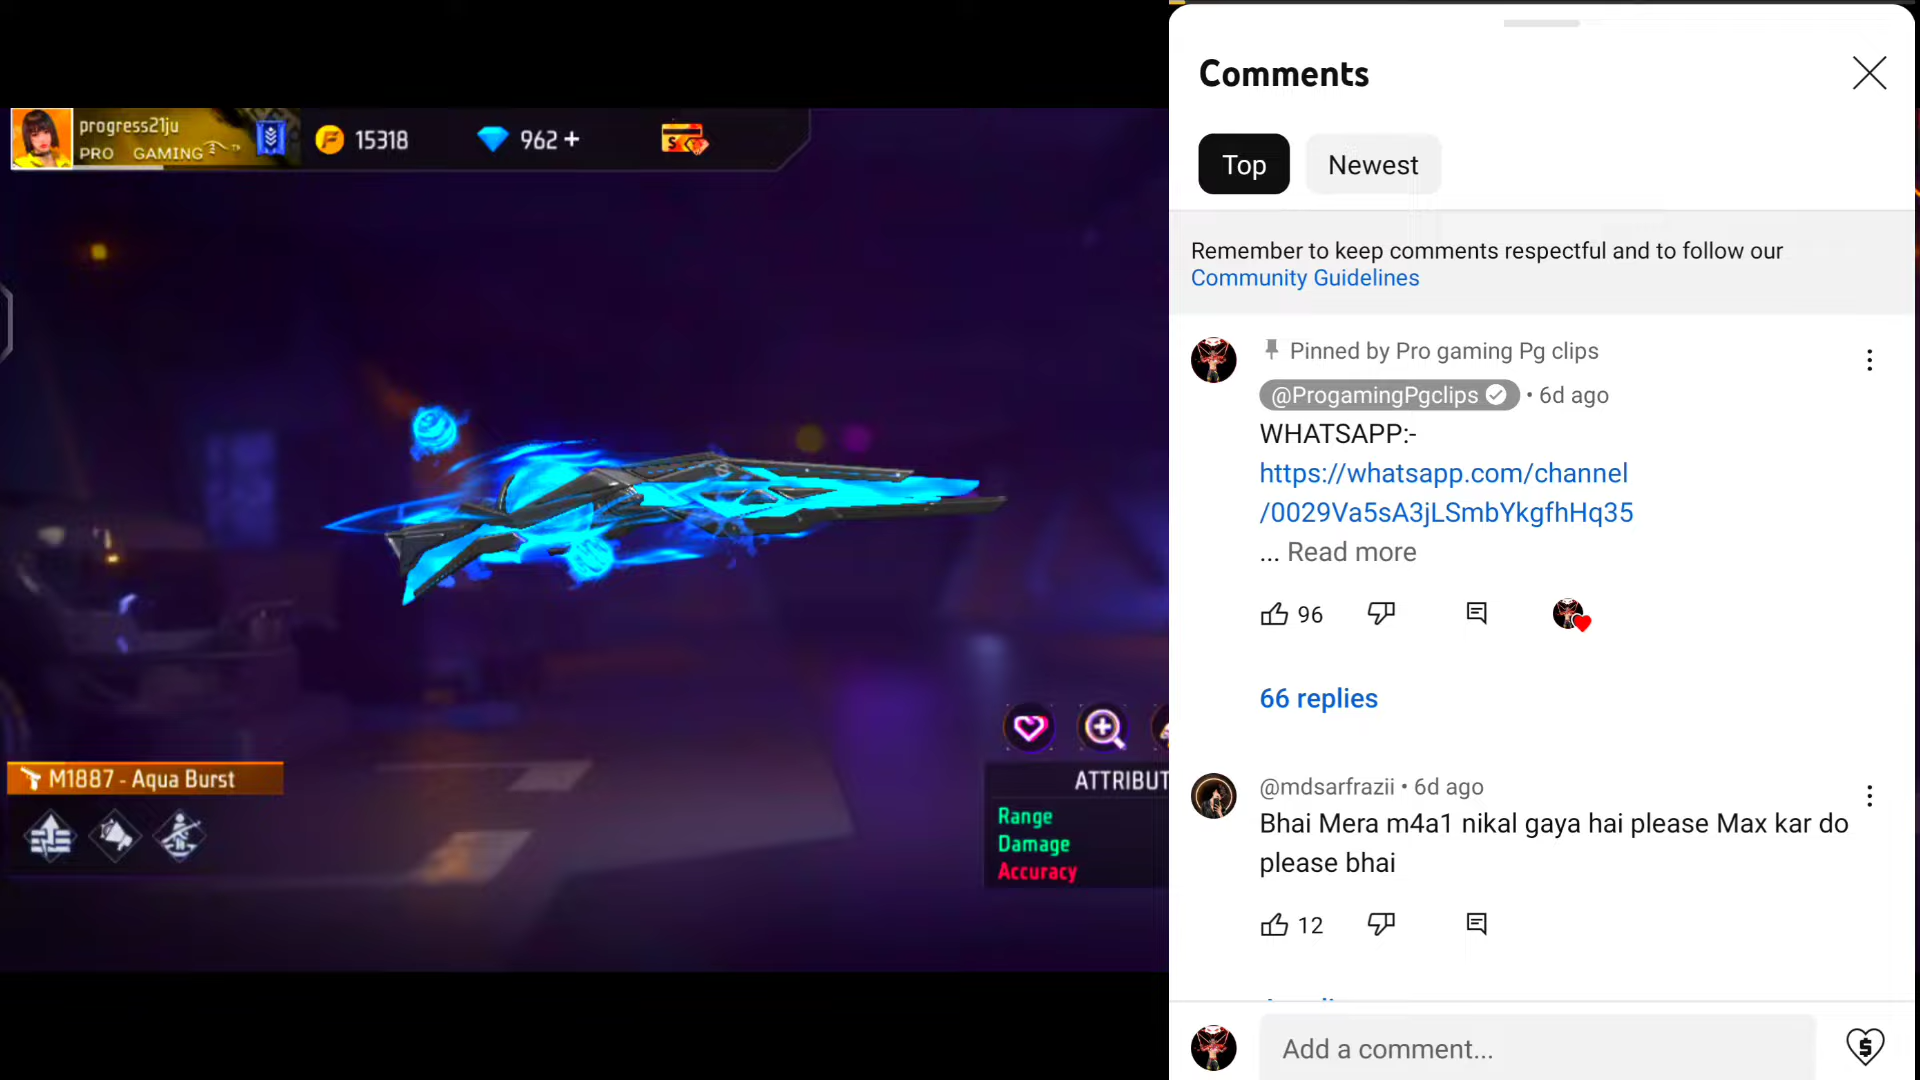 progress21ju
PRO GAMING
15318
962 +
M1887 - Aqua Burst
ATTRIBUT
Range
Damage
Accuracy
Comments
Top
Newest
Remember to keep comments respectful and to follow our
Community Guidelines
Pinned by Pro gaming Pg clips
@ProgamingPgclips • 6d ago
WHATSAPP:-
https://whatsapp.com/channel
/0029Va5sA3jLSmbYkgfhHq35
... Read more
96
66 replies
@mdsarfrazii • 6d ago
Bhai Mera m4a1 nikal gaya hai please Max kar do
please bhai
12
Add a comment...